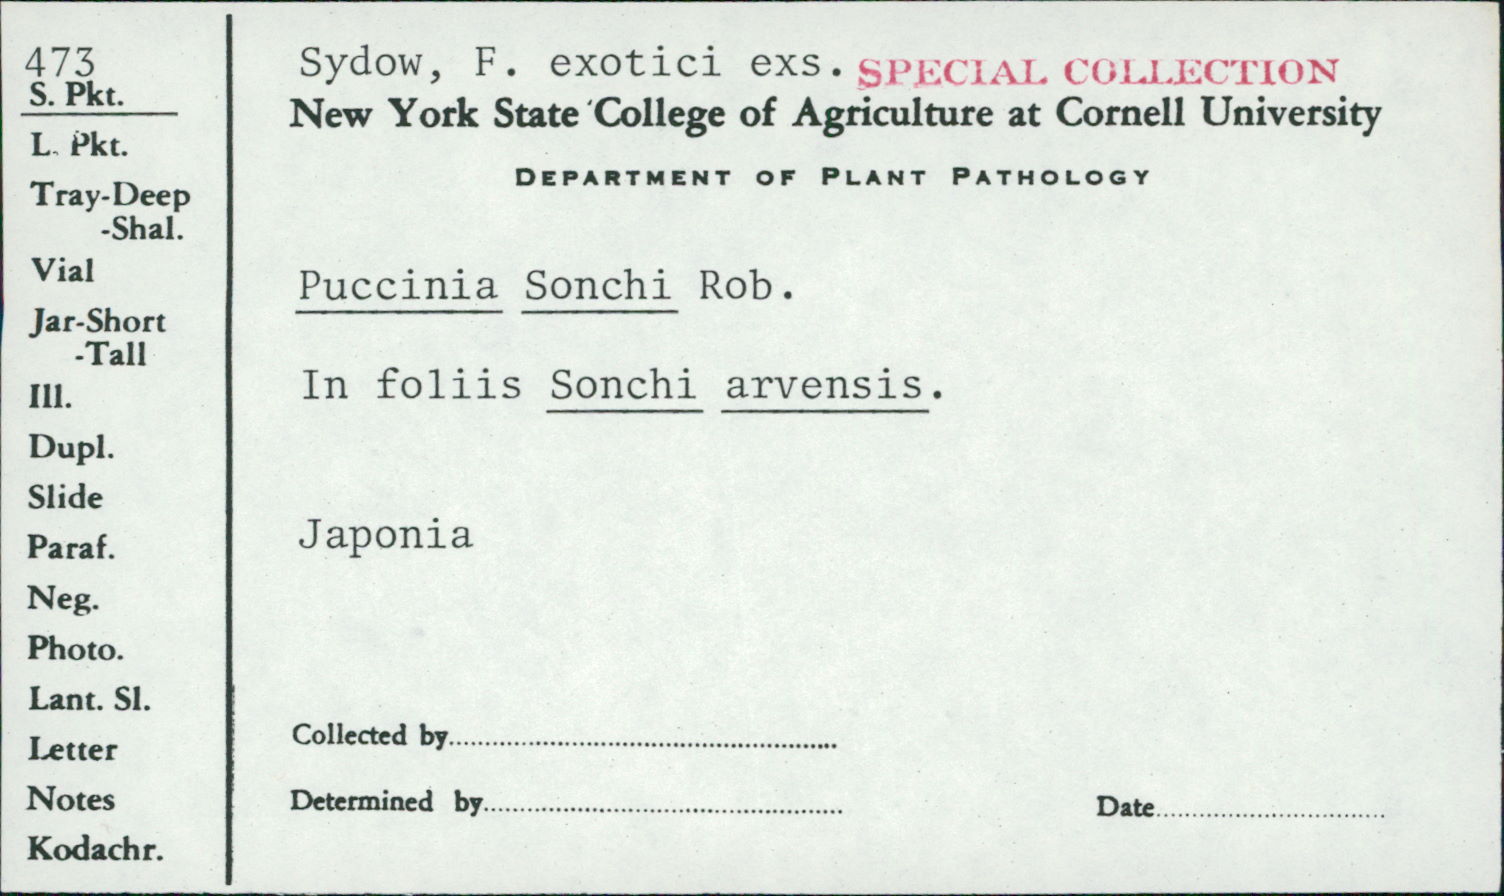 473
S. Pkt.
L. Pkt.
Tray-Deep
-Shal.
Vial
Jar-Short
-Tall
Ill.
Dupl.
Slide
Paraf.
Neg.
Photo.
Lant. Sl.
Letter
Notes
Kodachr.
Sydow, F. exotici exs. SPECIAL COLLECTION
New York State College of Agriculture at Cornell University
DEPARTMENT OF PLANT PATHOLOGY
Puccinia Sonchi Rob.
In foliis Sonchi arvensis.
Japonia
Collected by
Determined by
Date